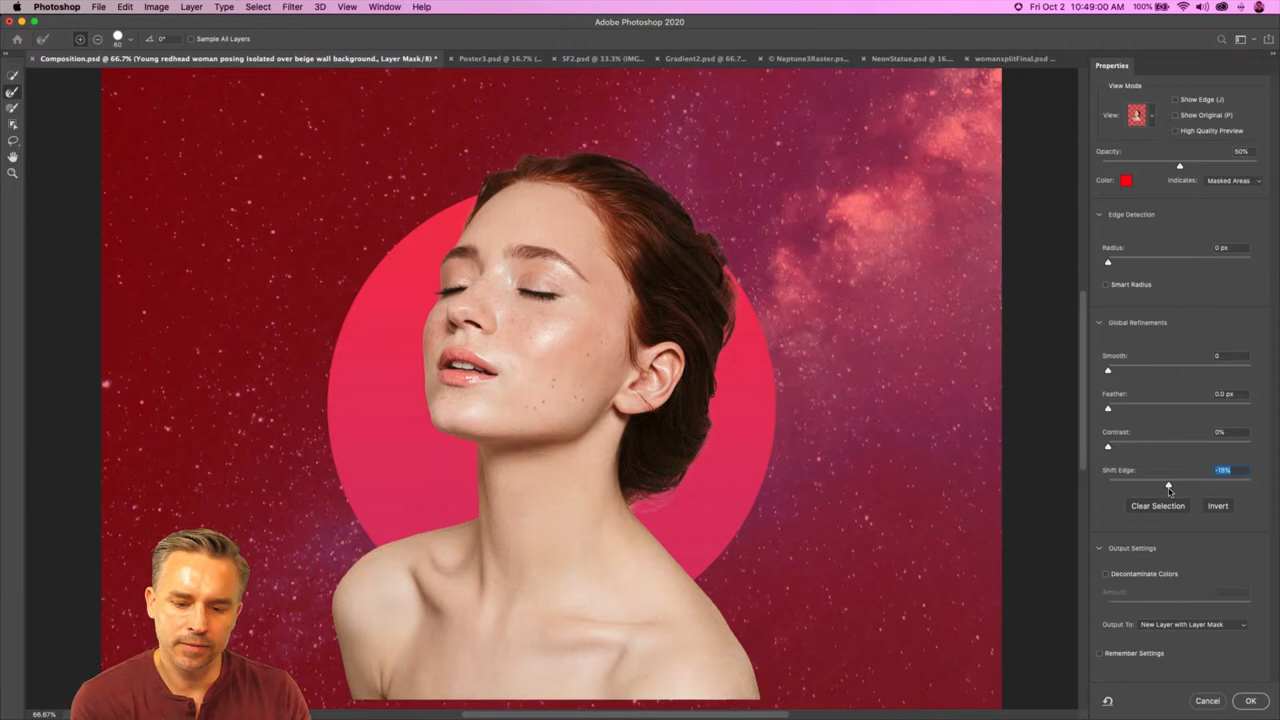 Photoshop File Edit Image Layer Type Select Filter 3D View Window Help
Fri Oct 2 10:49:00 AM 100%
Adobe Photoshop 2020
60
0°
Sample All Layers
Composition.psd @ 66.7% (Young redhead woman posing isolated over beige wall background., Layer Mask/8) *
Poster3.psd @ 16.7% (
SF2.psd @ 33.3% (IMG...
Gradient2.psd @ 66.7...
© Neptune3Raster.ps...
NeonStatue.psd @ 16....
womansplitFinal.psd ...
Properties
View Mode
Show Edge (J)
View:
Show Original (P)
High Quality Preview
Opacity: 50%
Color:
Indicates: Masked Areas
Edge Detection
Radius: 0 px
Smart Radius
Global Refinements
Smooth: 0
Feather: 0.0 px
Contrast: 0%
Shift Edge: -15%
Clear Selection Invert
Output Settings
Decontaminate Colors
Amount:
Output To: New Layer with Layer Mask
Remember Settings
Cancel OK
66.67%